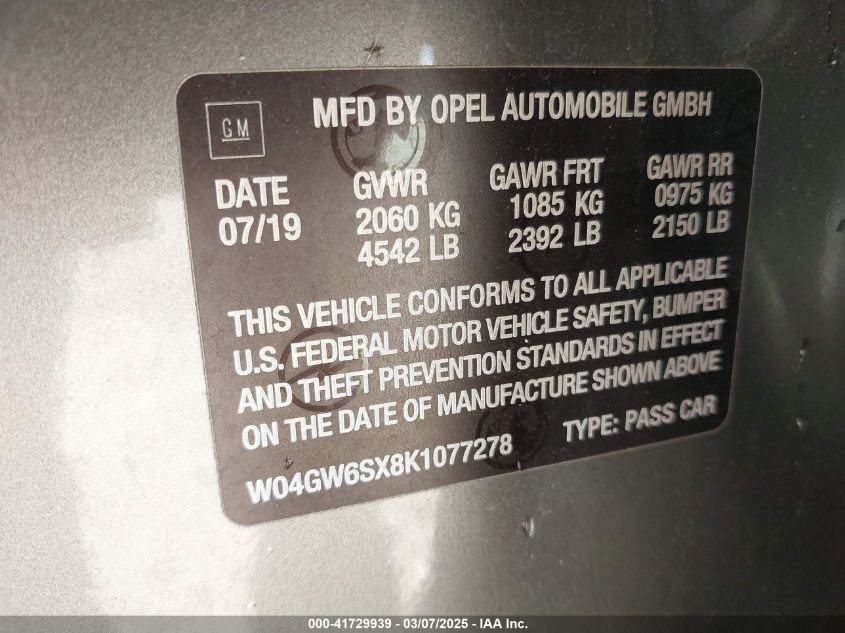 GM
MFD BY OPEL AUTOMOBILE GMBH
DATE GVWR GAWR FRT GAWR RR
07/19 2060 KG 1085 KG 0975 KG
4542 LB 2392 LB 2150 LB
THIS VEHICLE CONFORMS TO ALL APPLICABLE
U.S. FEDERAL MOTOR VEHICLE SAFETY, BUMPER
AND THEFT PREVENTION STANDARDS IN EFFECT
ON THE DATE OF MANUFACTURE SHOWN ABOVE
W04GW6SX8K1077278 TYPE: PASS CAR
000-41729939 - 03/07/2025 - IAA Inc.